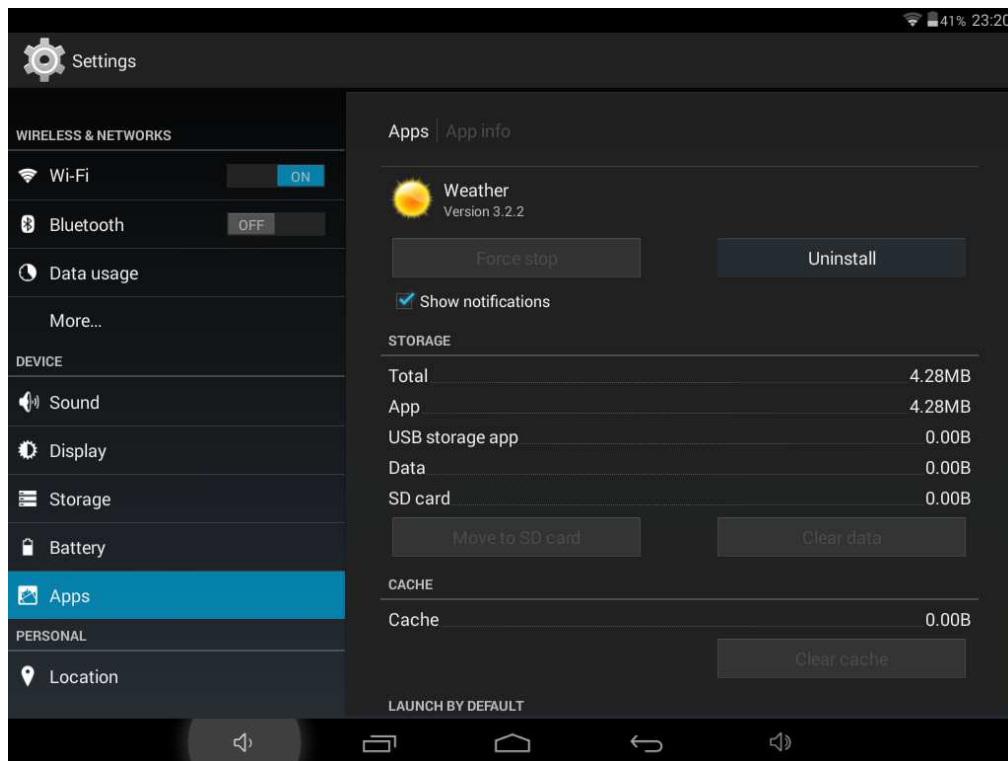 41% 23:20
Settings
WIRELESS & NETWORKS
Wi-Fi ON
Bluetooth OFF
Data usage
More...
DEVICE
Sound
Display
Storage
Battery
Apps
PERSONAL
Location
Apps App info
Weather
Version 3.2.2
Force stop Uninstall
Show notifications
STORAGE
Total 4.28MB
App 4.28MB
USB storage app 0.00B
Data 0.00B
SD card 0.00B
Move to SD card Clear data
CACHE
Cache 0.00B
Clear cache
LAUNCH BY DEFAULT